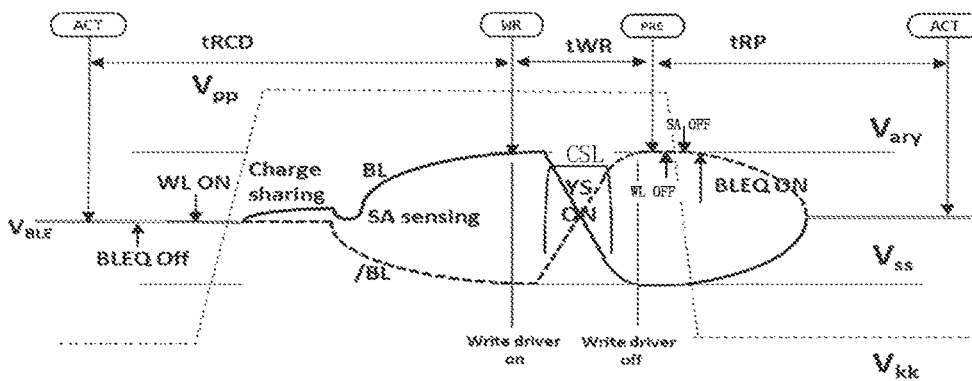 ACT
WR
PRE
ACT
tRCD
tWR
tRP
Vpp
SA OFF
Vary
Charge
sharing
BL
CSL
WL ON
YS
ON
WL OFF
BLEQ ON
SA sensing
VBLE
BLEQ Off
/BL
Vss
Write driver
on
Write driver
off
Vkk